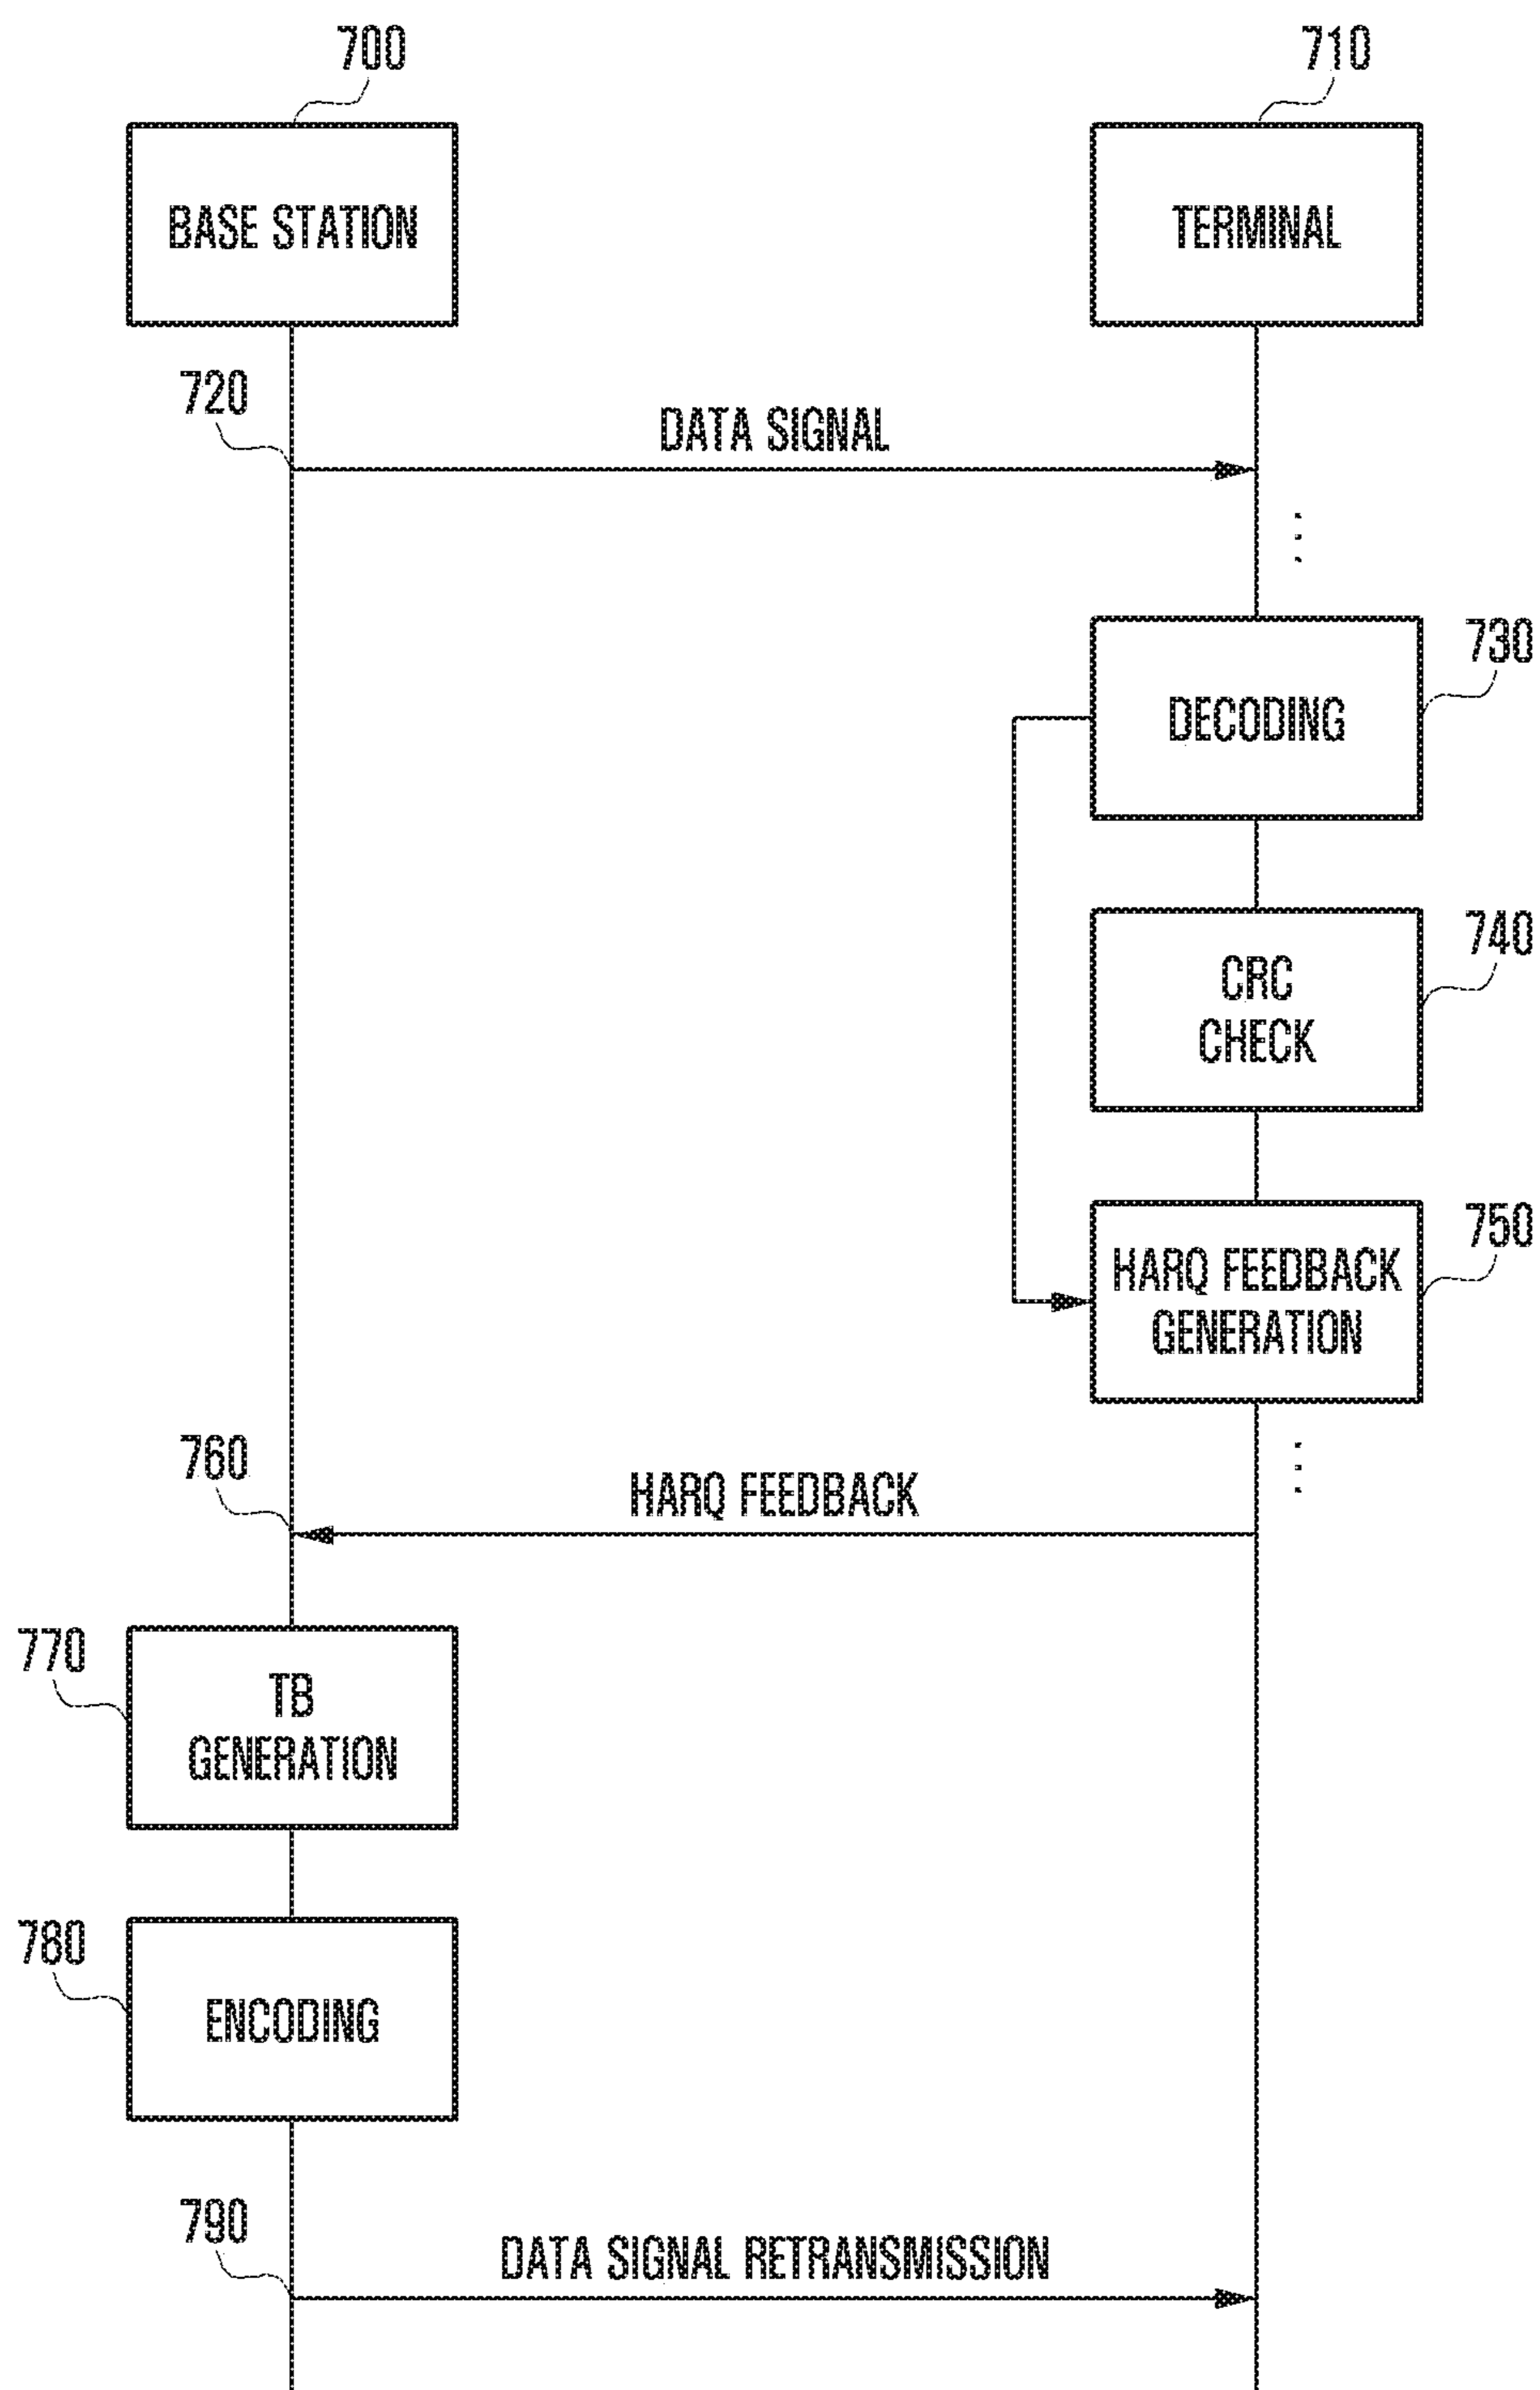 700
710
BASE STATION
TERMINAL
720
DATA SIGNAL
730
DECODING
740
CRC
CHECK
750
HARQ FEEDBACK
GENERATION
760
HARQ FEEDBACK
770
TB
GENERATION
780
ENCODING
790
DATA SIGNAL RETRANSMISSION